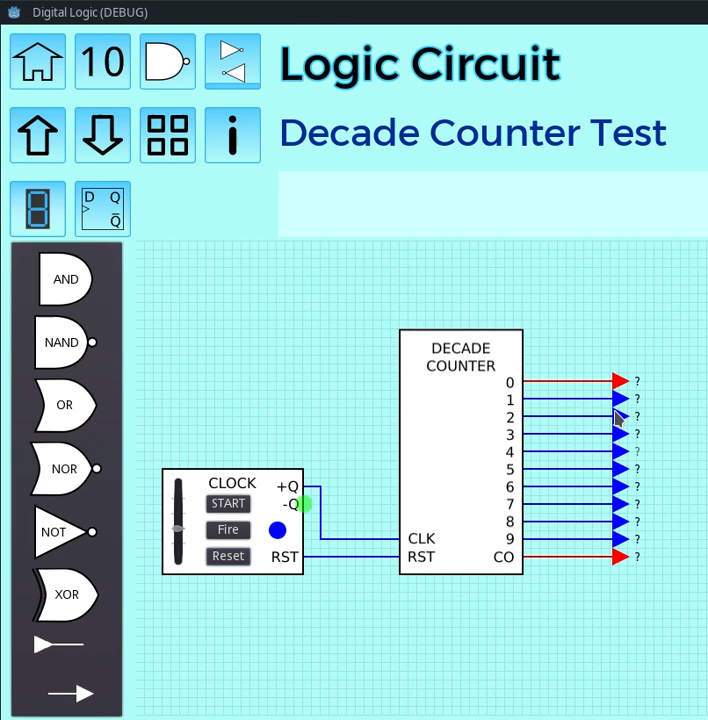 Digital Logic (DEBUG)
10
Logic Circuit
i
Decade Counter Test
D Q
Q̅
AND
NAND
OR
NOR
NOT
XOR
CLOCK
START
Fire
Reset
+Q
-Q
RST
DECADE
COUNTER
0 ?
1 ?
2 ?
3 ?
4 ?
5 ?
6 ?
7 ?
8 ?
CLK 9 ?
RST CO ?